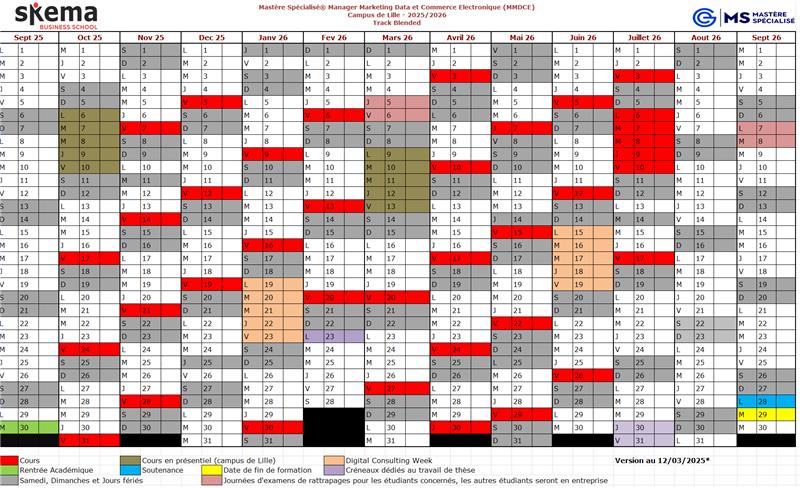 sKema
BUSINESS SCHOOL
Mastère Spécialisé® Manager Marketing Data et Commerce Electronique (MMDCE)
Campus de Lille - 2025/2026
Track Blended
MS MASTÈRE SPÉCIALISÉ
Sept 25 Oct 25 Nov 25 Dec 25 Janv 26 Fev 26 Mars 26 Avril 26 Mai 26 Juin 26 Juillet 26 Aout 26 Sept 26
L 1 M 1 S 1 L 1 J 1 D 1 D 1 M 1 V 1 L 1 M 1 S 1 M 1
M 2 J 2 D 2 M 2 V 2 L 2 L 2 J 2 S 2 M 2 J 2 D 2 M 2
M 3 V 3 L 3 M 3 S 3 M 3 M 3 V 3 D 3 M 3 V 3 L 3 J 3
J 4 S 4 M 4 J 4 D 4 M 4 M 4 S 4 L 4 J 4 S 4 M 4 V 4
V 5 D 5 M 5 V 5 L 5 J 5 J 5 D 5 M 5 V 5 D 5 M 5 S 5
S 6 L 6 J 6 S 6 M 6 V 6 V 6 L 6 M 6 S 6 L 6 J 6 D 6
D 7 M 7 V 7 D 7 M 7 S 7 S 7 M 7 J 7 D 7 M 7 V 7 L 7
L 8 M 8 S 8 L 8 J 8 D 8 D 8 M 8 V 8 L 8 M 8 S 8 M 8
M 9 J 9 D 9 M 9 V 9 L 9 L 9 J 9 S 9 M 9 J 9 D 9 M 9
M 10 V 10 L 10 M 10 S 10 M 10 M 10 V 10 D 10 M 10 V 10 L 10 J 10
J 11 S 11 M 11 J 11 D 11 M 11 M 11 S 11 L 11 J 11 S 11 M 11 V 11
V 12 D 12 M 12 V 12 L 12 J 12 J 12 D 12 M 12 V 12 D 12 M 12 S 12
S 13 L 13 J 13 S 13 M 13 V 13 V 13 L 13 M 13 S 13 L 13 J 13 D 13
D 14 M 14 V 14 D 14 M 14 S 14 S 14 M 14 J 14 D 14 M 14 V 14 L 14
L 15 M 15 S 15 L 15 J 15 D 15 D 15 M 15 V 15 L 15 M 15 S 15 M 15
M 16 J 16 D 16 M 16 V 16 L 16 L 16 J 16 S 16 M 16 J 16 D 16 M 16
M 17 V 17 L 17 M 17 S 17 M 17 M 17 V 17 D 17 M 17 V 17 L 17 J 17
J 18 S 18 M 18 J 18 D 18 M 18 M 18 S 18 L 18 J 18 S 18 M 18 V 18
V 19 D 19 M 19 V 19 L 19 J 19 J 19 D 19 M 19 V 19 D 19 M 19 S 19
S 20 L 20 J 20 S 20 M 20 V 20 V 20 L 20 M 20 S 20 L 20 J 20 D 20
D 21 M 21 V 21 D 21 M 21 S 21 S 21 M 21 J 21 D 21 M 21 V 21 L 21
L 22 M 22 S 22 L 22 J 22 D 22 D 22 M 22 V 22 L 22 M 22 S 22 M 22
M 23 J 23 D 23 M 23 V 23 L 23 L 23 J 23 S 23 M 23 J 23 D 23 M 23
M 24 V 24 L 24 M 24 S 24 M 24 M 24 V 24 D 24 M 24 V 24 L 24 J 24
J 25 S 25 M 25 J 25 D 25 M 25 M 25 S 25 L 25 J 25 S 25 M 25 V 25
V 26 D 26 M 26 V 26 L 26 J 26 J 26 D 26 M 26 V 26 D 26 M 26 S 26
S 27 L 27 J 27 S 27 M 27 V 27 V 27 L 27 M 27 S 27 L 27 J 27 D 27
D 28 M 28 V 28 D 28 M 28 S 28 S 28 M 28 J 28 D 28 M 28 V 28 L 28
L 29 M 29 S 29 L 29 J 29 D 29 M 29 V 29 L 29 M 29 S 29 M 29
M 30 J 30 D 30 M 30 V 30 L 30 J 30 S 30 M 30 J 30 D 30 M 30
V 31 M 31 S 31 M 31 D 31 V 31 L 31
Cours Cours en présentiel (campus de Lille) Digital Consulting Week Version au 12/03/2025*
Rentrée Académique Soutenance Date de fin de formation Créneaux dédiés au travail de thèse
Samedi, Dimanches et Jours fériés Journées d'examens de rattrapages pour les étudiants concernés, les autres étudiants seront en entreprise